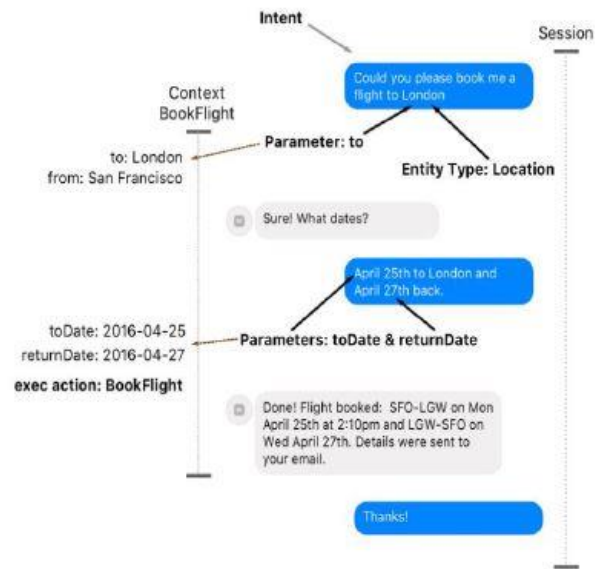 Intent
Session
Could you please book me a
flight to London
Context
BookFlight
Parameter: to
to: London
from: San Francisco
Entity Type: Location
Sure! What dates?
April 25th to London and
April 27th back.
toDate: 2016-04-25
returnDate: 2016-04-27
Parameters: toDate & returnDate
exec action: BookFlight
Done! Flight booked: SFO-LGW on Mon
April 25th at 2:10pm and LGW-SFO on
Wed April 27th. Details were sent to
your email.
Thanks!